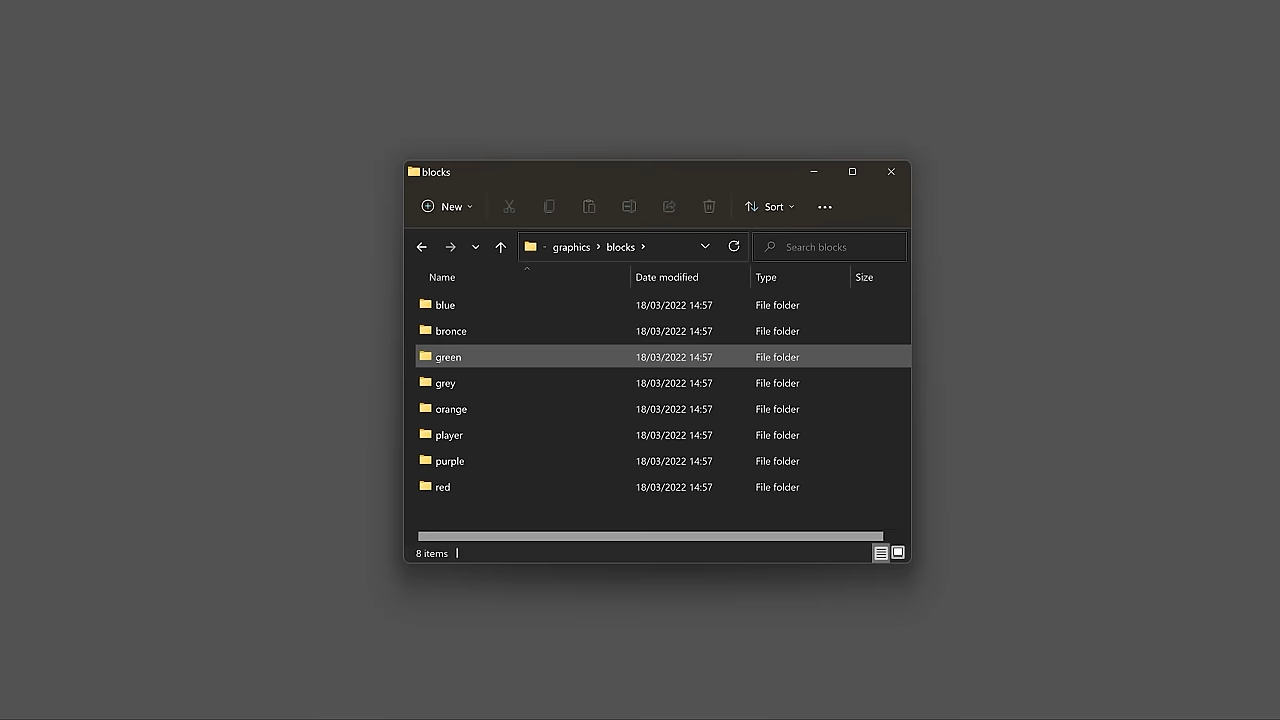 blocks
New Sort
graphics blocks Search blocks
Name Date modified Type Size
blue 18/03/2022 14:57 File folder
bronce 18/03/2022 14:57 File folder
green 18/03/2022 14:57 File folder
grey 18/03/2022 14:57 File folder
orange 18/03/2022 14:57 File folder
player 18/03/2022 14:57 File folder
purple 18/03/2022 14:57 File folder
red 18/03/2022 14:57 File folder
8 items